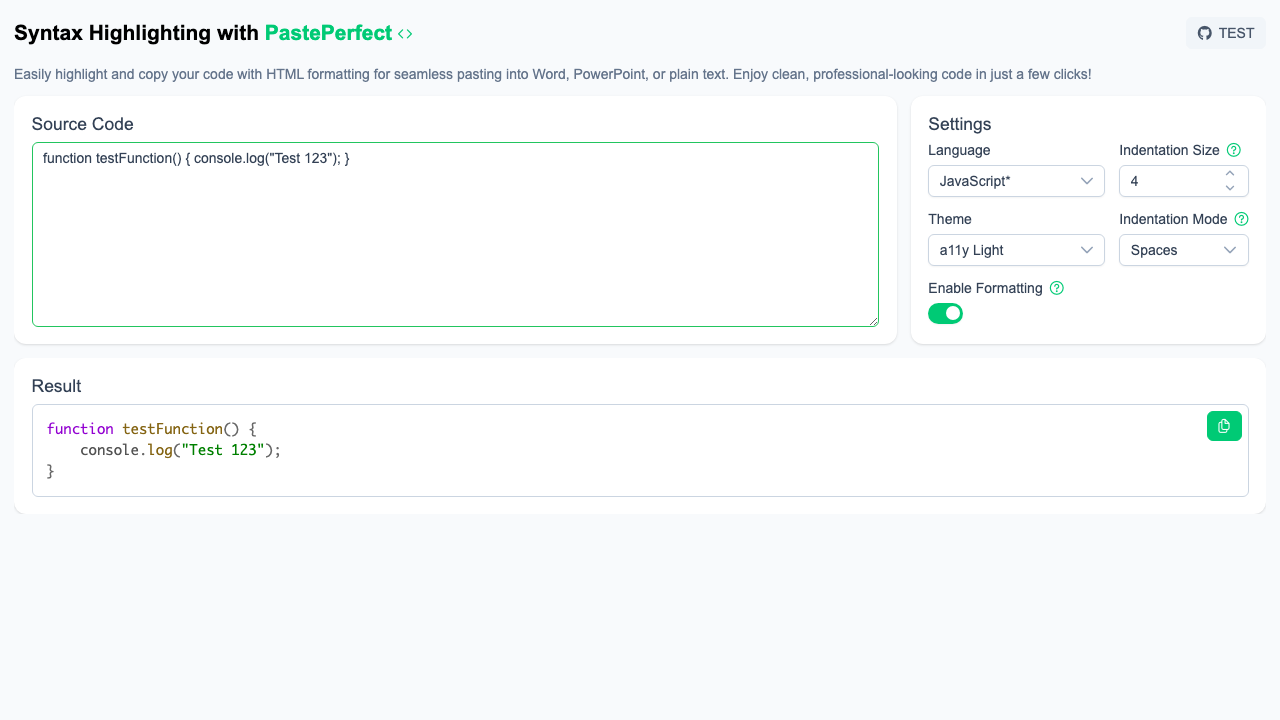 Syntax Highlighting with PastePerfect <>
TEST
Easily highlight and copy your code with HTML formatting for seamless pasting into Word, PowerPoint, or plain text. Enjoy clean, professional-looking code in just a few clicks!
Source Code
function testFunction() { console.log("Test 123"); }
Settings
Language
Indentation Size
JavaScript*
4
Theme
Indentation Mode
a11y Light
Spaces
Enable Formatting
Result
function testFunction() {
    console.log("Test 123");
}